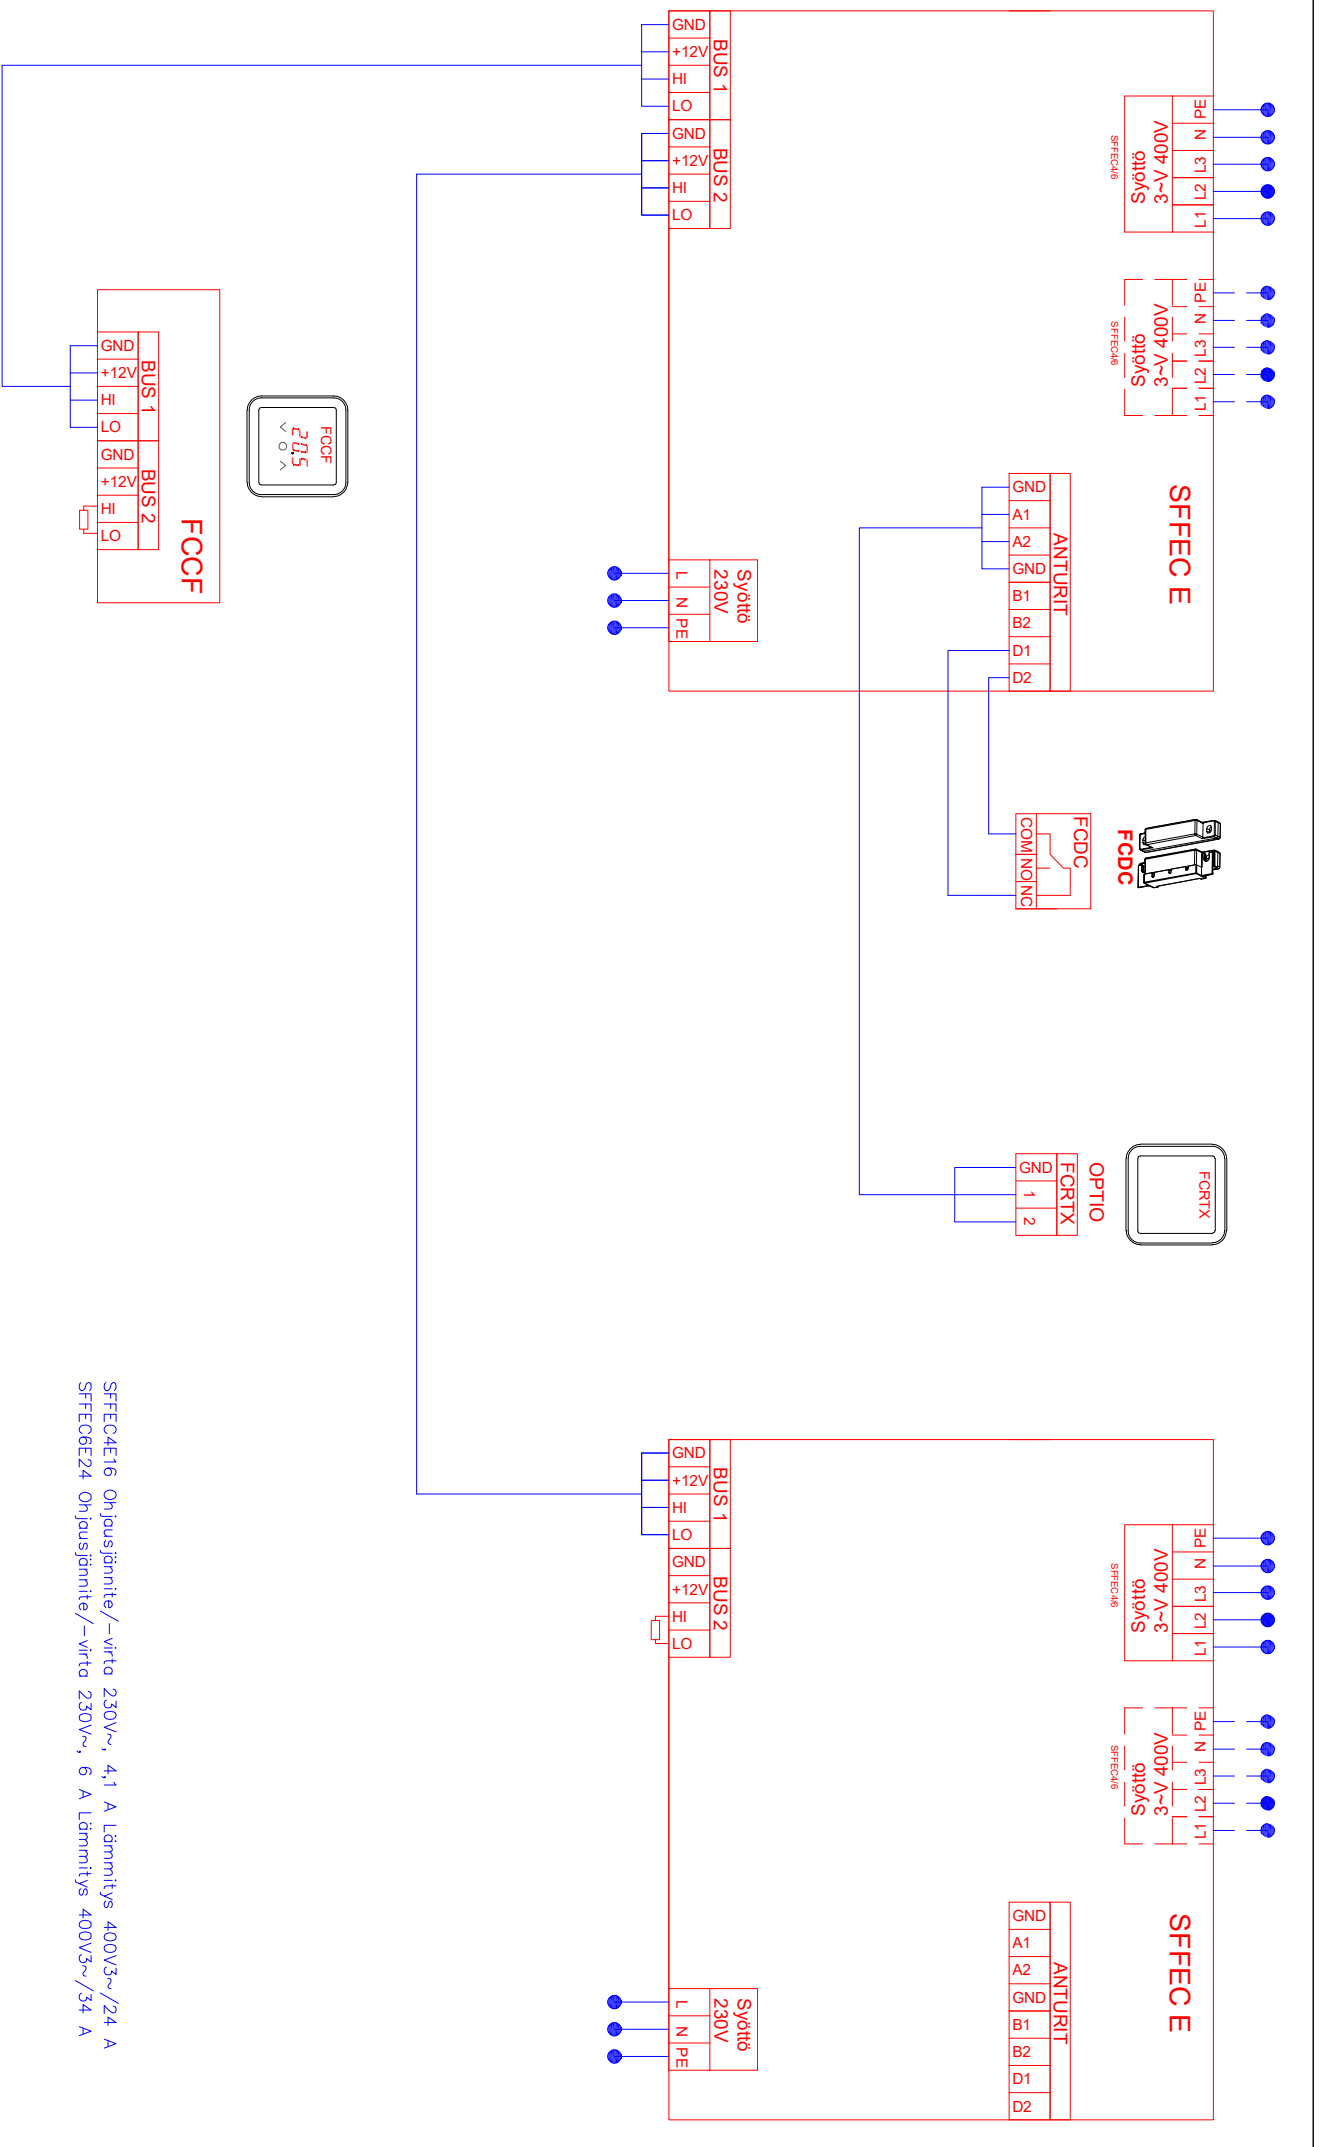 SFFEC E
PE
N
L3
L2
L1
Syöttö
3~V 400V
SFFEC4/6
PE
N
L3
L2
L1
Syöttö
3~V 400V
SFFEC4/6
BUS 1
GND
+12V
HI
LO
BUS 2
GND
+12V
HI
LO
ANTURIT
GND
A1
A2
GND
B1
B2
D1
D2
Syöttö
230V
L
N
PE
FCDC
FCDC
COM
NO
NC
FCRTX
OPTIO
FCRTX
GND
1
2
SFFEC E
PE
N
L3
L2
L1
Syöttö
3~V 400V
SFFEC4/6
PE
N
L3
L2
L1
Syöttö
3~V 400V
SFFEC4/6
BUS 1
GND
+12V
HI
LO
BUS 2
GND
+12V
HI
LO
ANTURIT
GND
A1
A2
GND
B1
B2
D1
D2
Syöttö
230V
L
N
PE
FCCF
20.5
FCCF
BUS 1
GND
+12V
HI
LO
BUS 2
GND
+12V
HI
LO
SFFEC4E16 Ohjausjännite/-virta 230V~, 4,1 A Lämmitys 400V3~/24 A
SFFEC6E24 Ohjausjännite/-virta 230V~, 6 A Lämmitys 400V3~/34 A